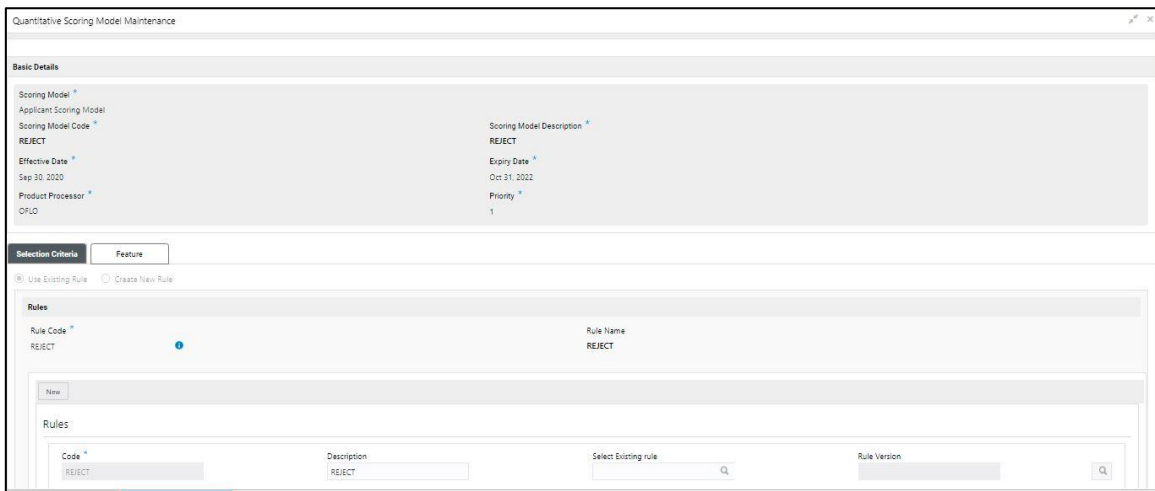 Quantitative Scoring Model Maintenance
Basic Details
Scoring Model *
Applicant Scoring Model
Scoring Model Code * Scoring Model Description *
REJECT REJECT
Effective Date * Expiry Date *
Sep 30, 2020 Oct 31, 2022
Product Processor * Priority *
OFLO 1
Selection Criteria Feature
Use Existing Rule Create New Rule
Rules
Rule Code * Rule Name
REJECT REJECT
New
Rules
Code * Description Select Existing rule Rule Version
REJECT REJECT